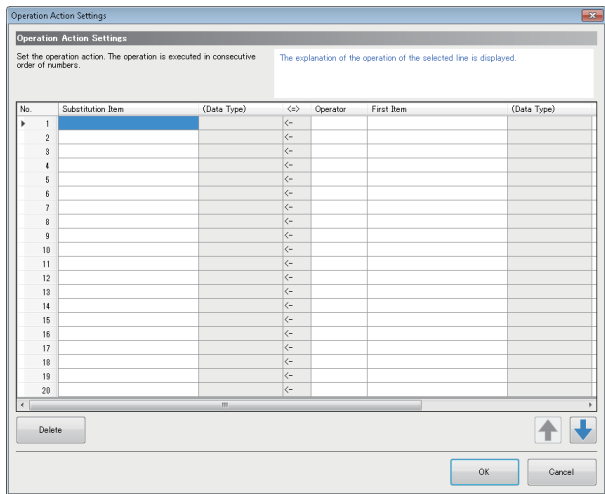 Operation Action Settings
Operation Action Settings
Set the operation action. The operation is executed in consecutive
order of numbers.
The explanation of the operation of the selected line is displayed.
No. Substitution Item (Data Type) <=> Operator First Item (Data Type)
1 <-
2 <-
3 <-
4 <-
5 <-
6 <-
7 <-
8 <-
9 <-
10 <-
11 <-
12 <-
13 <-
14 <-
15 <-
16 <-
17 <-
18 <-
19 <-
20 <-
Delete
OK Cancel